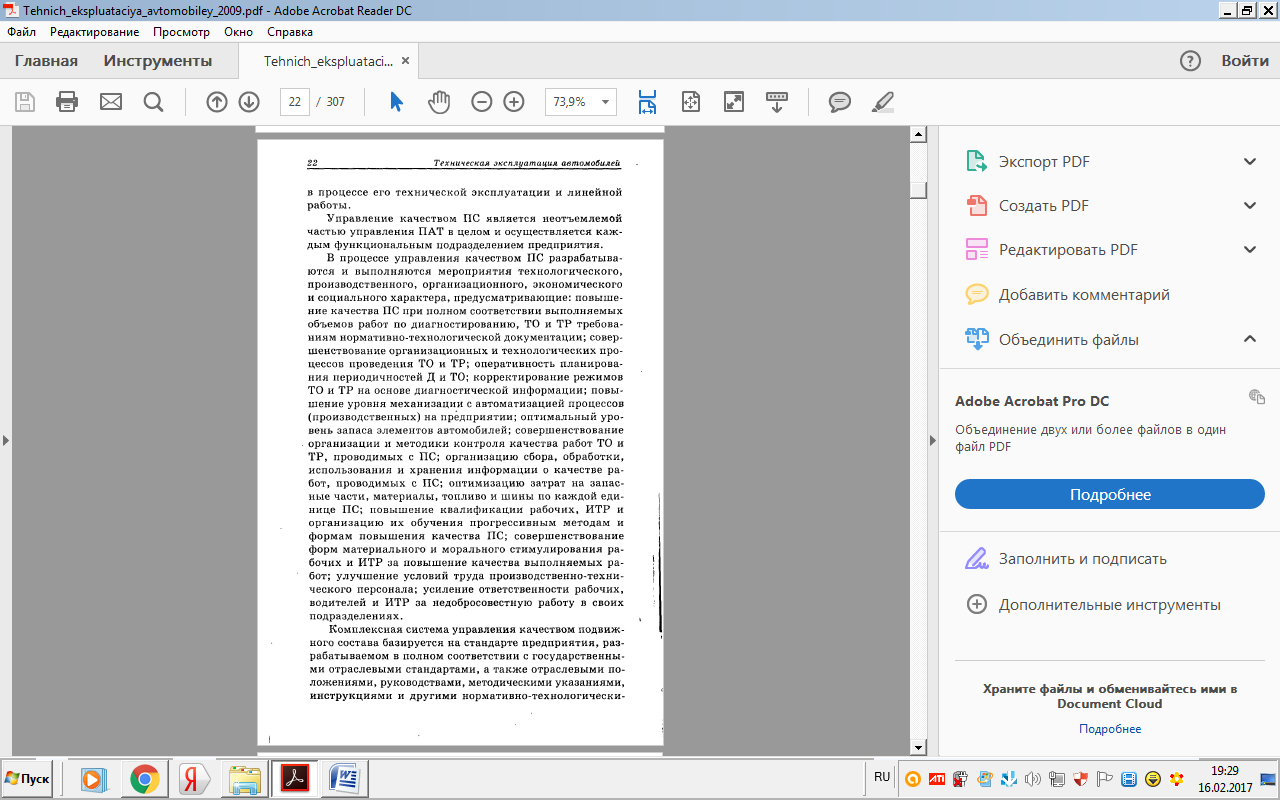 Tehnich_ekspluataciya_avtomobiley_2009.pdf - Adobe Acrobat Reader DC
Файл Редактирование Просмотр Окно Справка
Главная Инструменты Tehnich_ekspluataci... Войти
22 / 307 73,9%
22 Техническая эксплуатация автомобилей
в процессе его технической эксплуатации и линейной
работы.
Управление качеством ПС является неотъемлемой
частью управления ПАТ в целом и осуществляется каж-
дым функциональным подразделением предприятия.
В процессе управления качеством ПС разрабатыва-
ются и выполняются мероприятия технологического,
производственного, организационного, экономического
и социального характера, предусматривающие: повыше-
ние качества ПС при полном соответствии выполняемых
объемов работ по диагностированию, ТО и ТР требова-
ниям нормативно-технологической документации; совер-
шенствование организационных и технологических про-
цессов проведения ТО и ТР; оперативность планирова-
ния периодичностей Д и ТО; корректирование режимов
ТО и ТР на основе диагностической информации; повы-
шение уровня механизации с автоматизацией процессов
(производственных) на предприятии; оптимальный уро-
вень запаса элементов автомобилей; совершенствование
организации и методики контроля качества работ ТО и
ТР, проводимых с ПС; организацию сбора, обработки,
использования и хранения информации о качестве ра-
бот, проводимых с ПС; оптимизацию затрат на запас-
ные части, материалы, топливо и шины по каждой еди-
нице ПС; повышение квалификации рабочих, ИТР и
организацию их обучения прогрессивным методам и
формам повышения качества ПС; совершенствование
форм материального и морального стимулирования ра-
бочих и ИТР за повышение качества выполняемых ра-
бот; улучшение условий труда производственно-техни-
ческого персонала; усиление ответственности рабочих,
водителей и ИТР за недобросовестную работу в своих
подразделениях.
Комплексная система управления качеством подвиж-
ного состава базируется на стандарте предприятия, раз-
рабатываемом в полном соответствии с государственны-
ми отраслевыми стандартами, а также отраслевыми по-
ложениями, руководствами, методическими указаниями,
инструкциями и другими нормативно-технологически-
Экспорт PDF
Создать PDF
Редактировать PDF
Добавить комментарий
Объединить файлы
Adobe Acrobat Pro DC
Объединение двух или более файлов в один
файл PDF
Подробнее
Заполнить и подписать
Дополнительные инструменты
Храните файлы и обменивайтесь ими в
Document Cloud
Подробнее
Пуск RU 19:29
16.02.2017